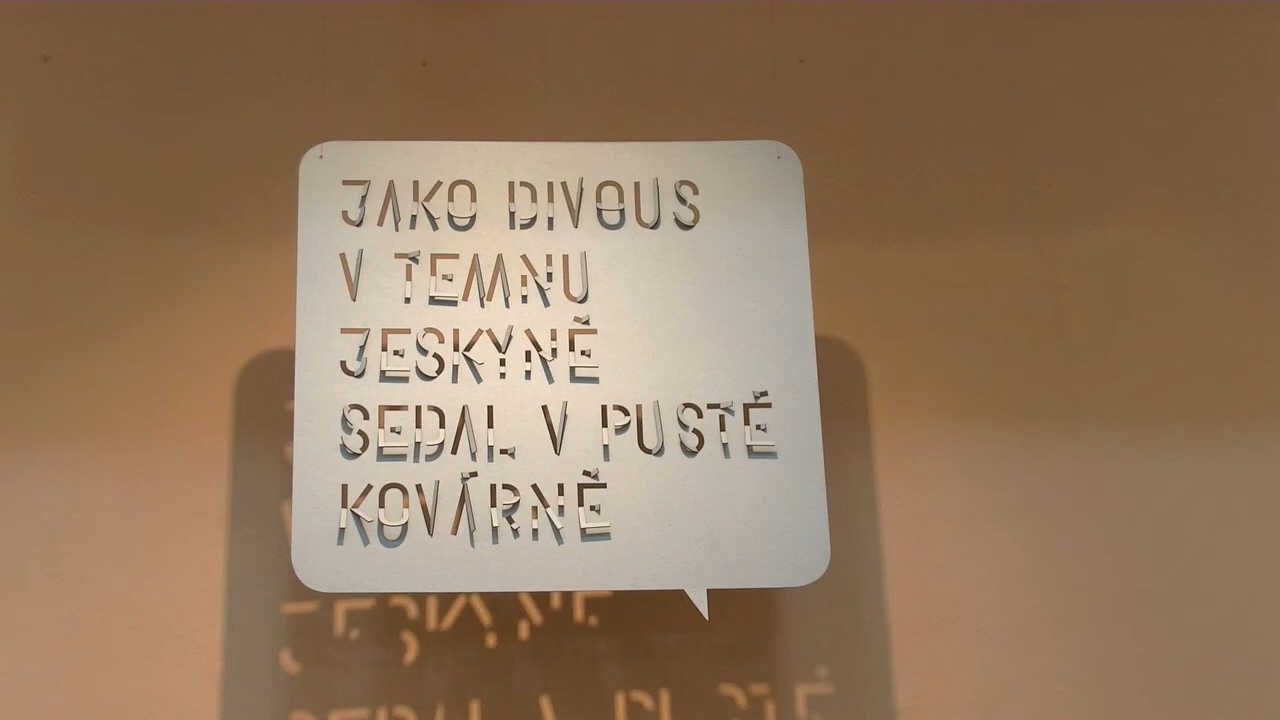 JAKO DIVOUS
V TEMNU
JESKYNĚ
SEDAL V PUSTÉ
KOVÁRNĚ